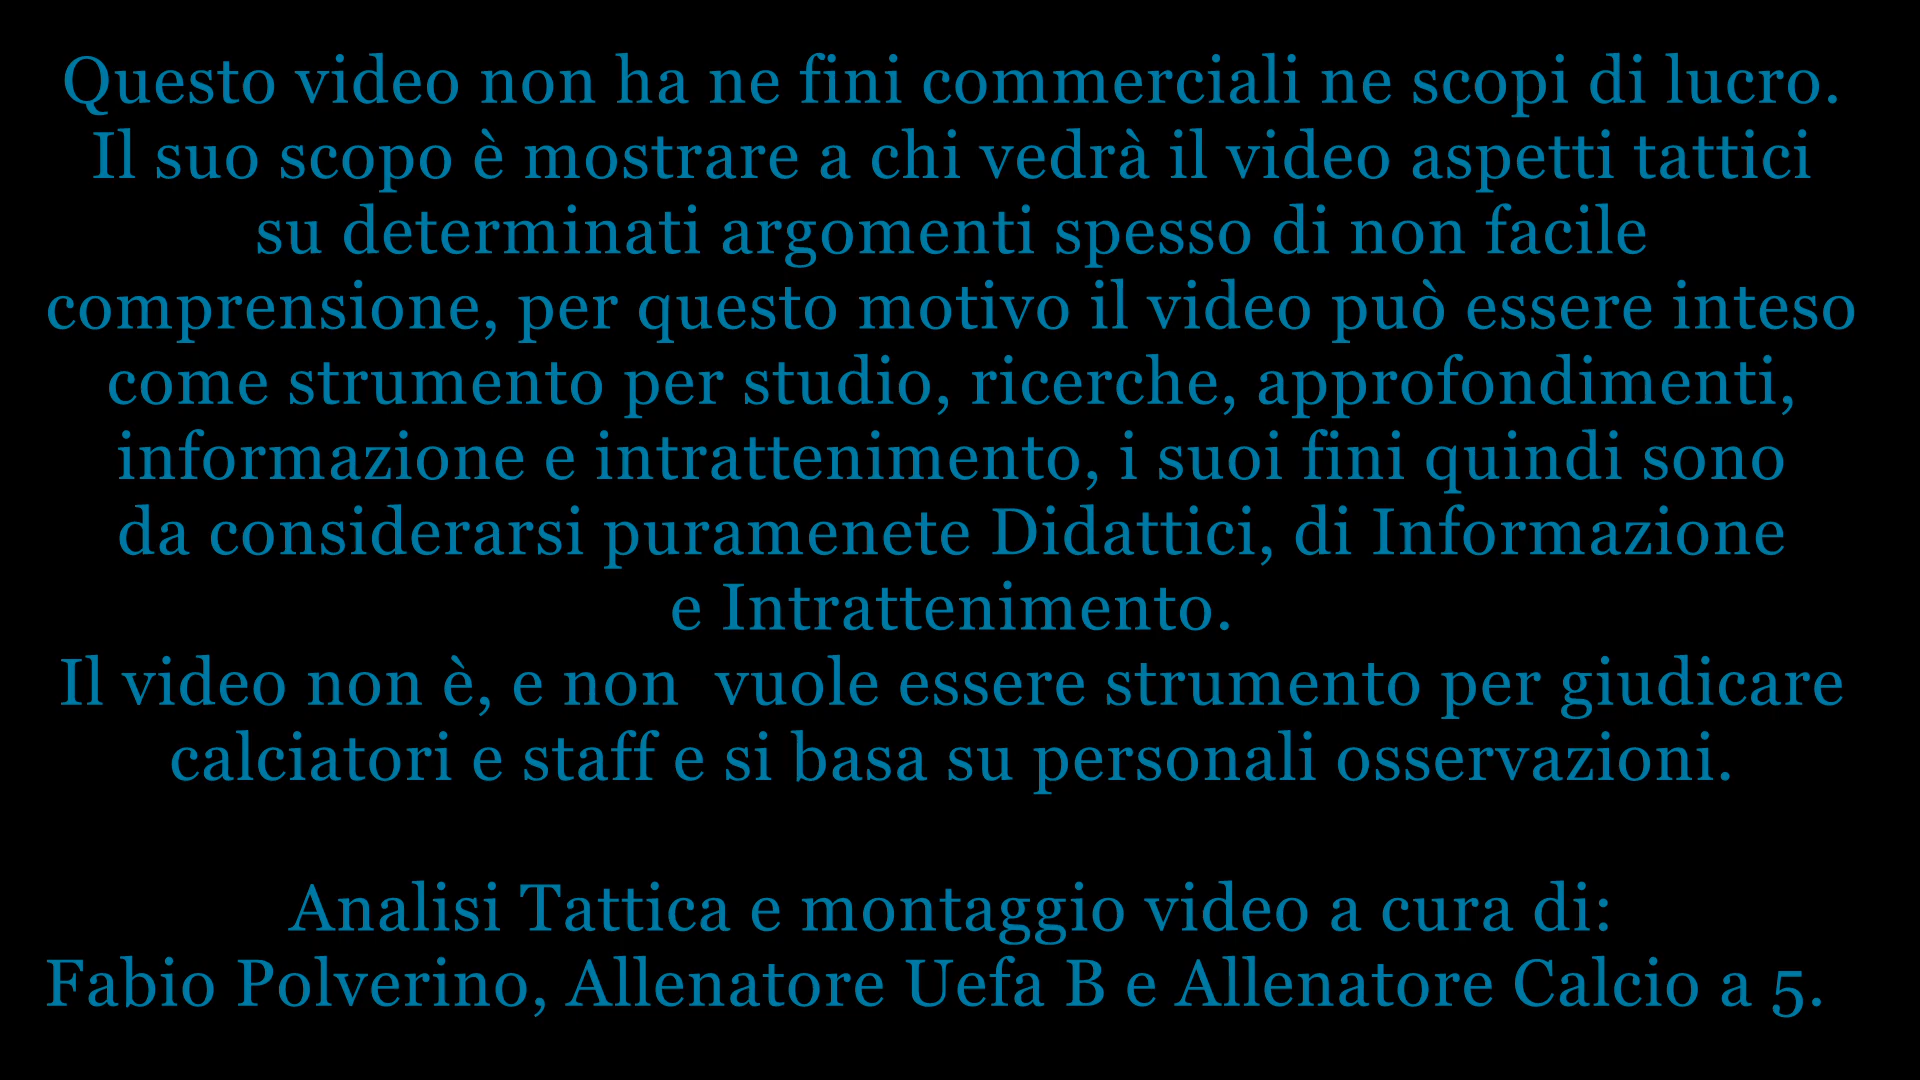 Questo video non ha ne fini commerciali ne scopi di lucro.
Il suo scopo è mostrare a chi vedrà il video aspetti tattici
su determinati argomenti spesso di non facile
comprensione, per questo motivo il video può essere inteso
come strumento per studio, ricerche, approfondimenti,
informazione e intrattenimento, i suoi fini quindi sono
da considerarsi puramenete Didattici, di Informazione
e Intrattenimento.
Il video non è, e non  vuole essere strumento per giudicare
calciatori e staff e si basa su personali osservazioni.
Analisi Tattica e montaggio video a cura di:
Fabio Polverino, Allenatore Uefa B e Allenatore Calcio a 5.